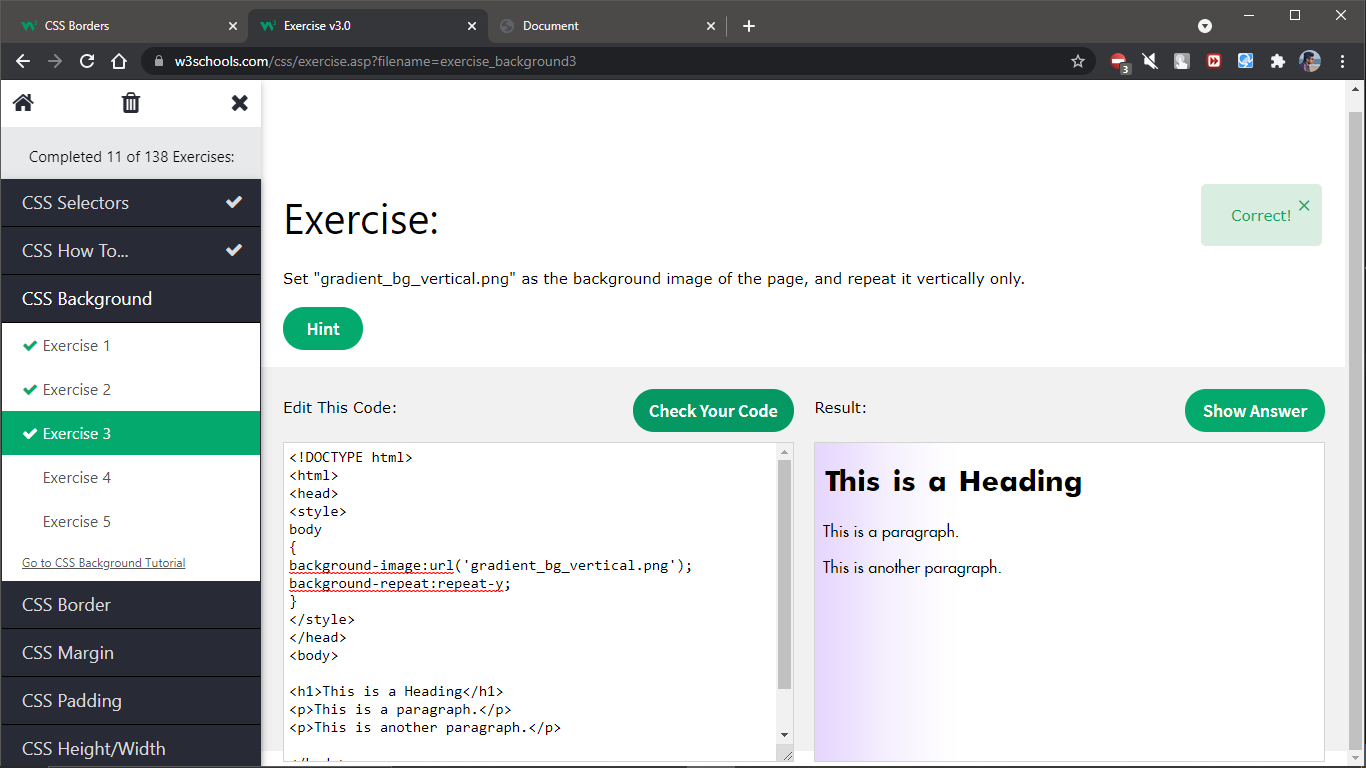 CSS Borders
Exercise v3.0
Document
w3schools.com/css/exercise.asp?filename=exercise_background3
3
Completed 11 of 138 Exercises:
CSS Selectors
CSS How To...
CSS Background
Exercise 1
Exercise 2
Exercise 3
Exercise 4
Exercise 5
Go to CSS Background Tutorial
CSS Border
CSS Margin
CSS Padding
CSS Height/Width
Exercise:
Correct!
Set "gradient_bg_vertical.png" as the background image of the page, and repeat it vertically only.
Hint
Edit This Code:
Check Your Code
<!DOCTYPE html>
<html>
<head>
<style>
body
{
background-image:url('gradient_bg_vertical.png');
background-repeat:repeat-y;
}
</style>
</head>
<body>
<h1>This is a Heading</h1>
<p>This is a paragraph.</p>
<p>This is another paragraph.</p>
Result:
Show Answer
This is a Heading
This is a paragraph.
This is another paragraph.